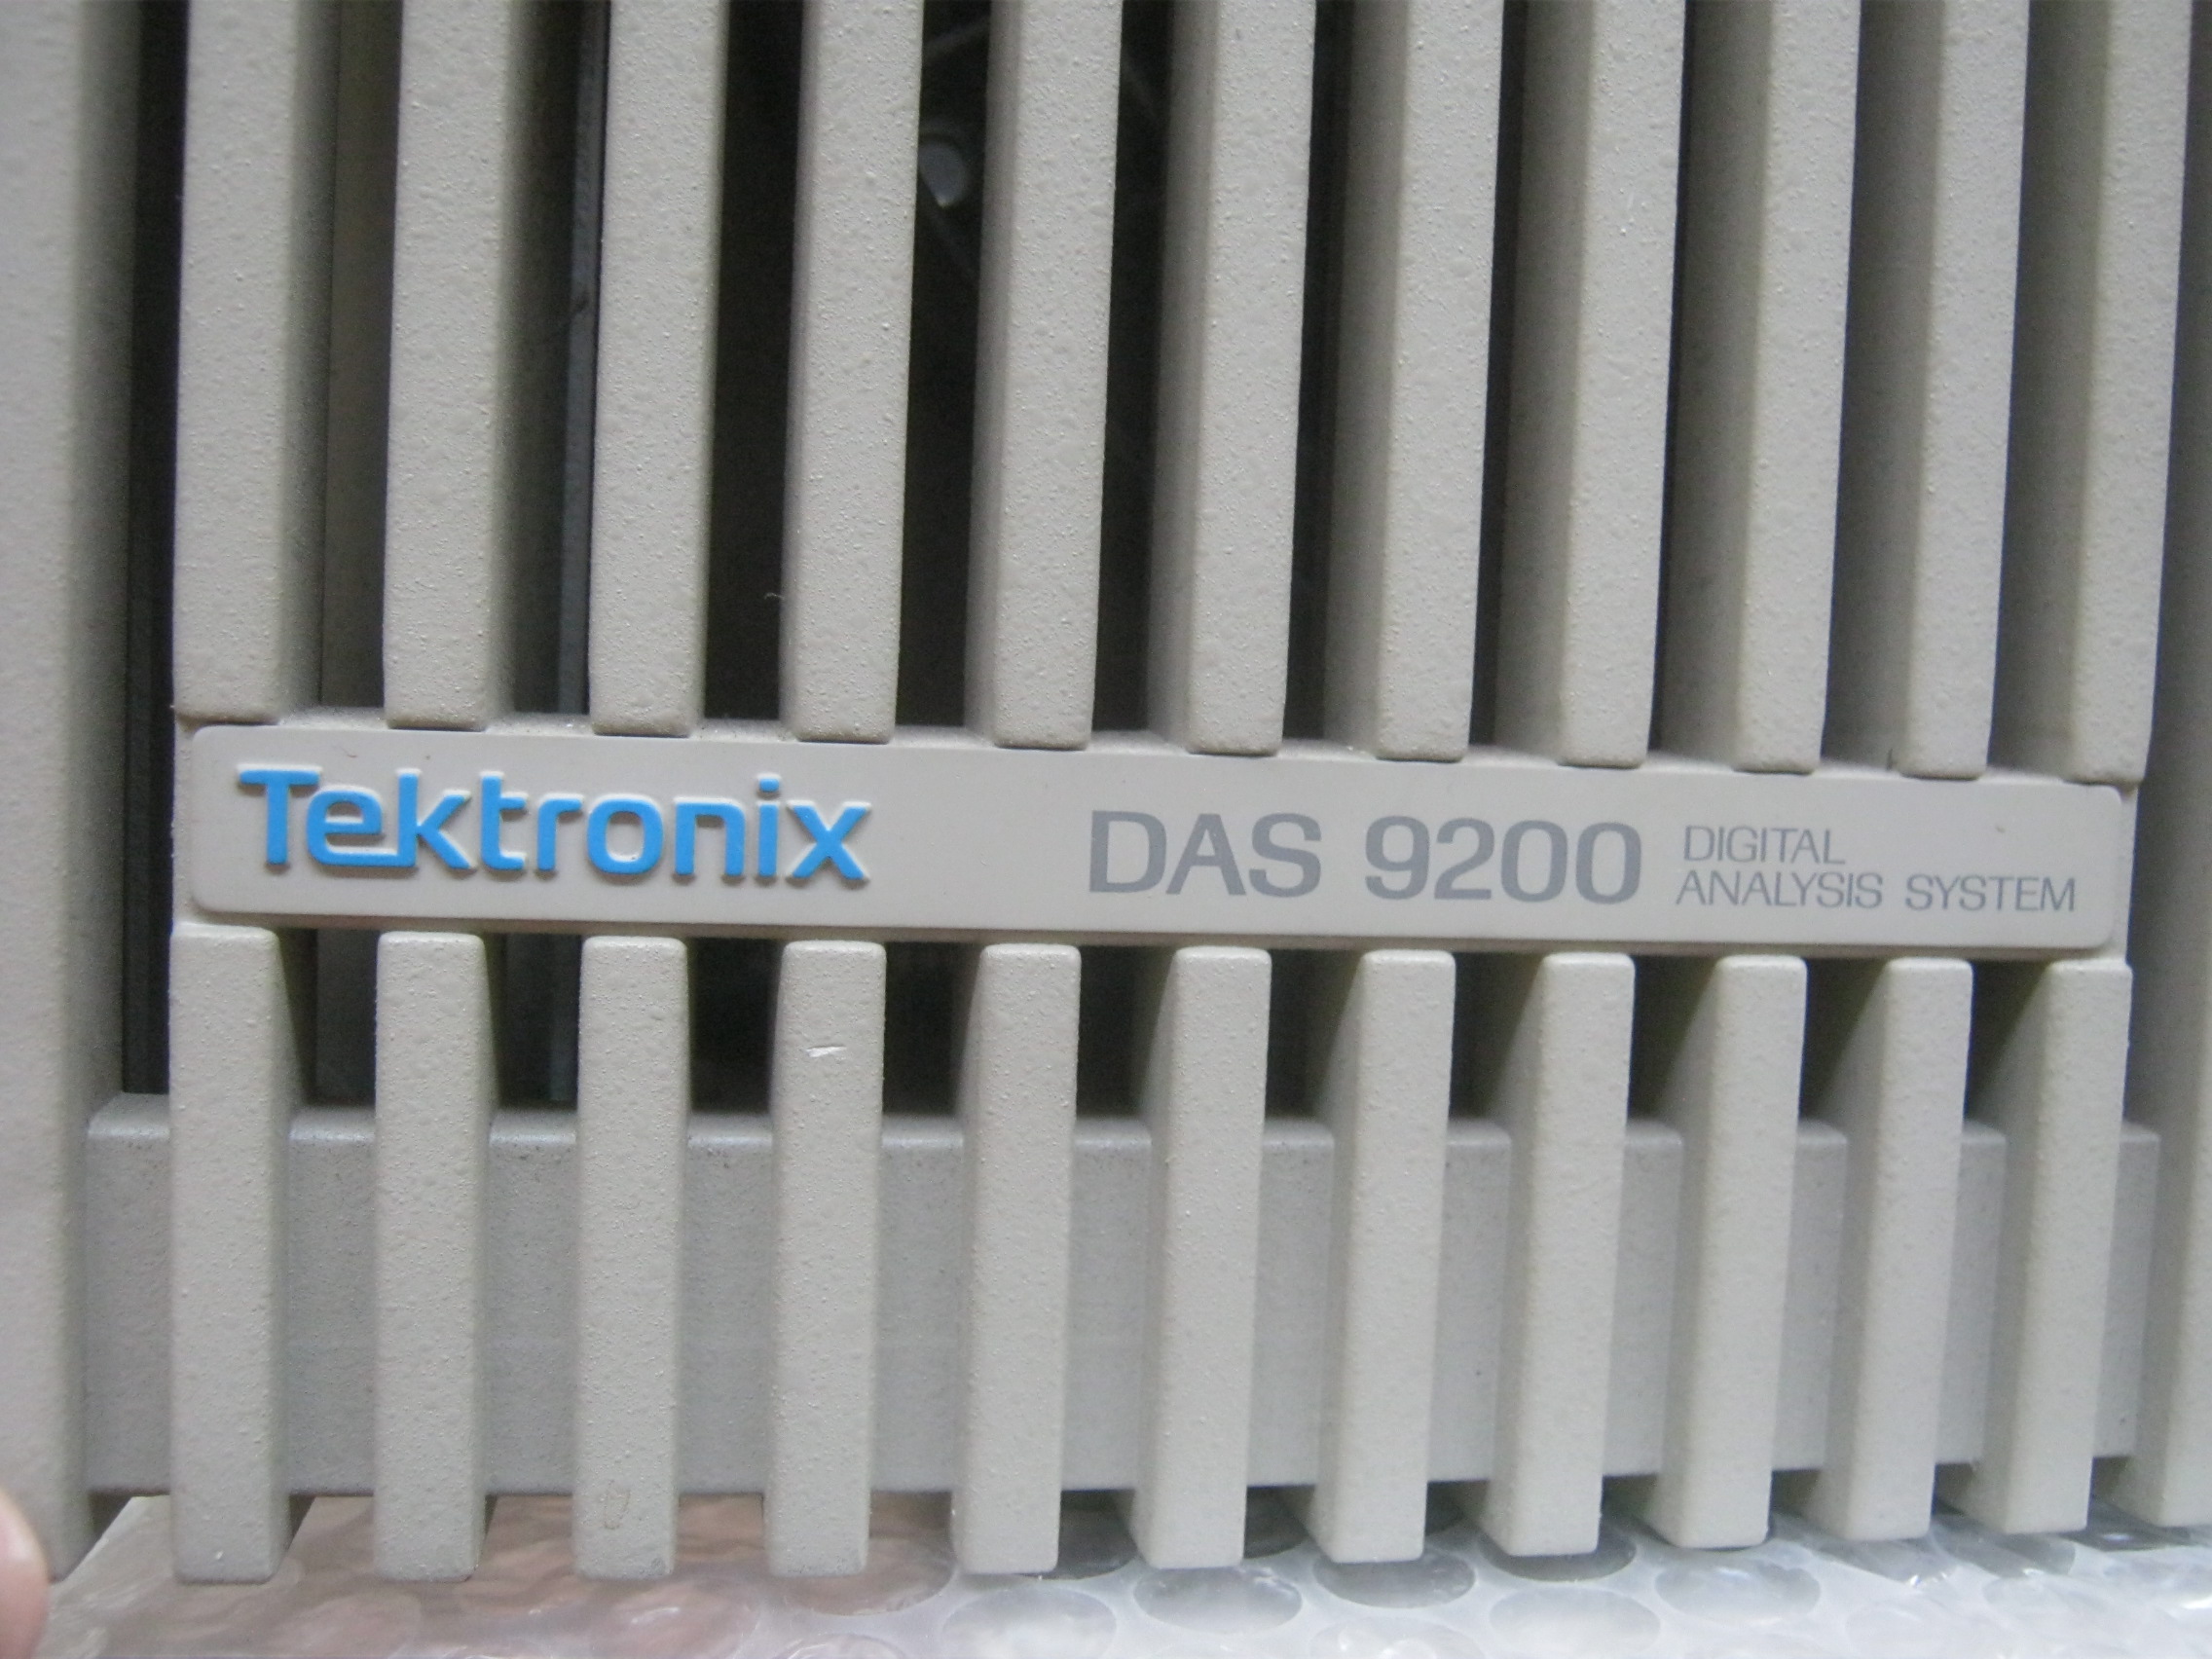 Tektronix DAS 9200 DIGITAL
ANALYSIS SYSTEM